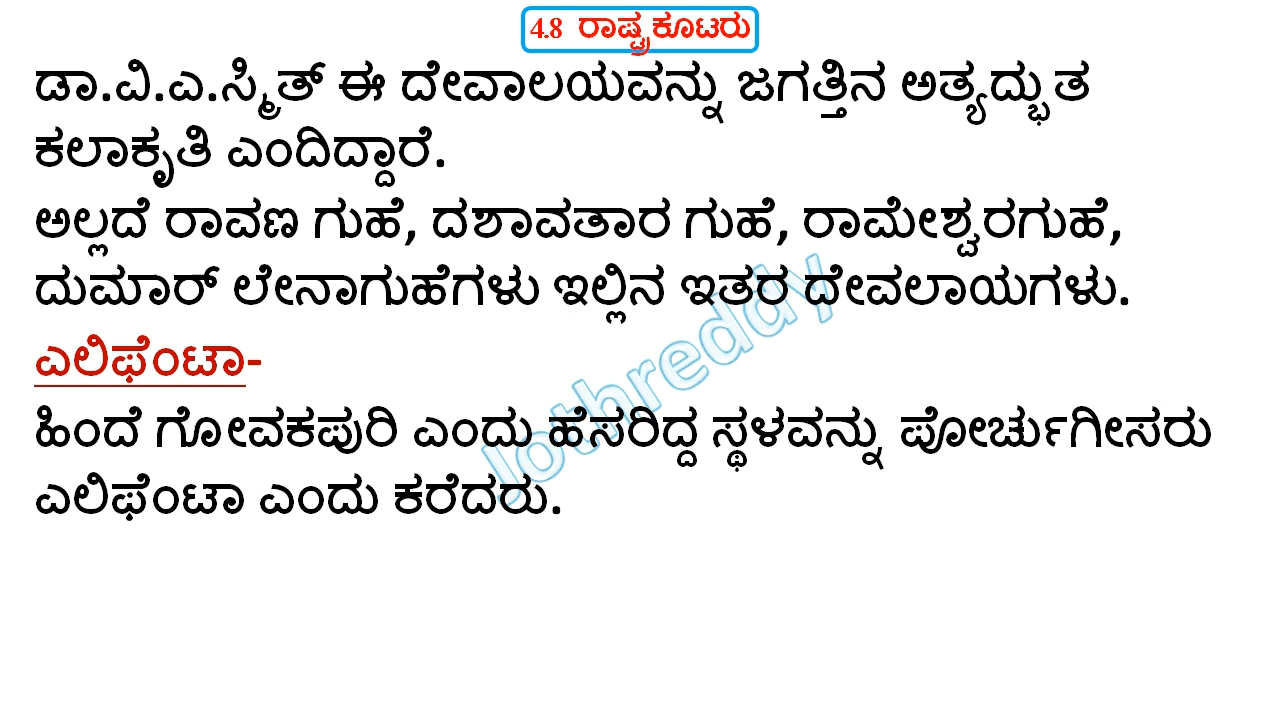 4.8 ರಾಷ್ಟ್ರಕೂಟರು
ಡಾ.ವಿ.ಎ.ಸ್ಮಿತ್ ಈ ದೇವಾಲಯವನ್ನು ಜಗತ್ತಿನ ಅತ್ಯದ್ಭುತ
ಕಲಾಕೃತಿ ಎಂದಿದ್ದಾರೆ.
ಅಲ್ಲದೆ ರಾವಣ ಗುಹೆ, ದಶಾವತಾರ ಗುಹೆ, ರಾಮೇಶ್ವರಗುಹೆ,
ದುಮಾರ್ ಲೇನಾಗುಹೆಗಳು ಇಲ್ಲಿನ ಇತರ ದೇವಲಾಯಗಳು.
ಎಲಿಫೆಂಟಾ-
ಹಿಂದೆ ಗೋವಕಪುರಿ ಎಂದು ಹೆಸರಿದ್ದ ಸ್ಥಳವನ್ನು ಪೋರ್ಚುಗೀಸರು
ಎಲಿಫೆಂಟಾ ಎಂದು ಕರೆದರು.
Jothreddy